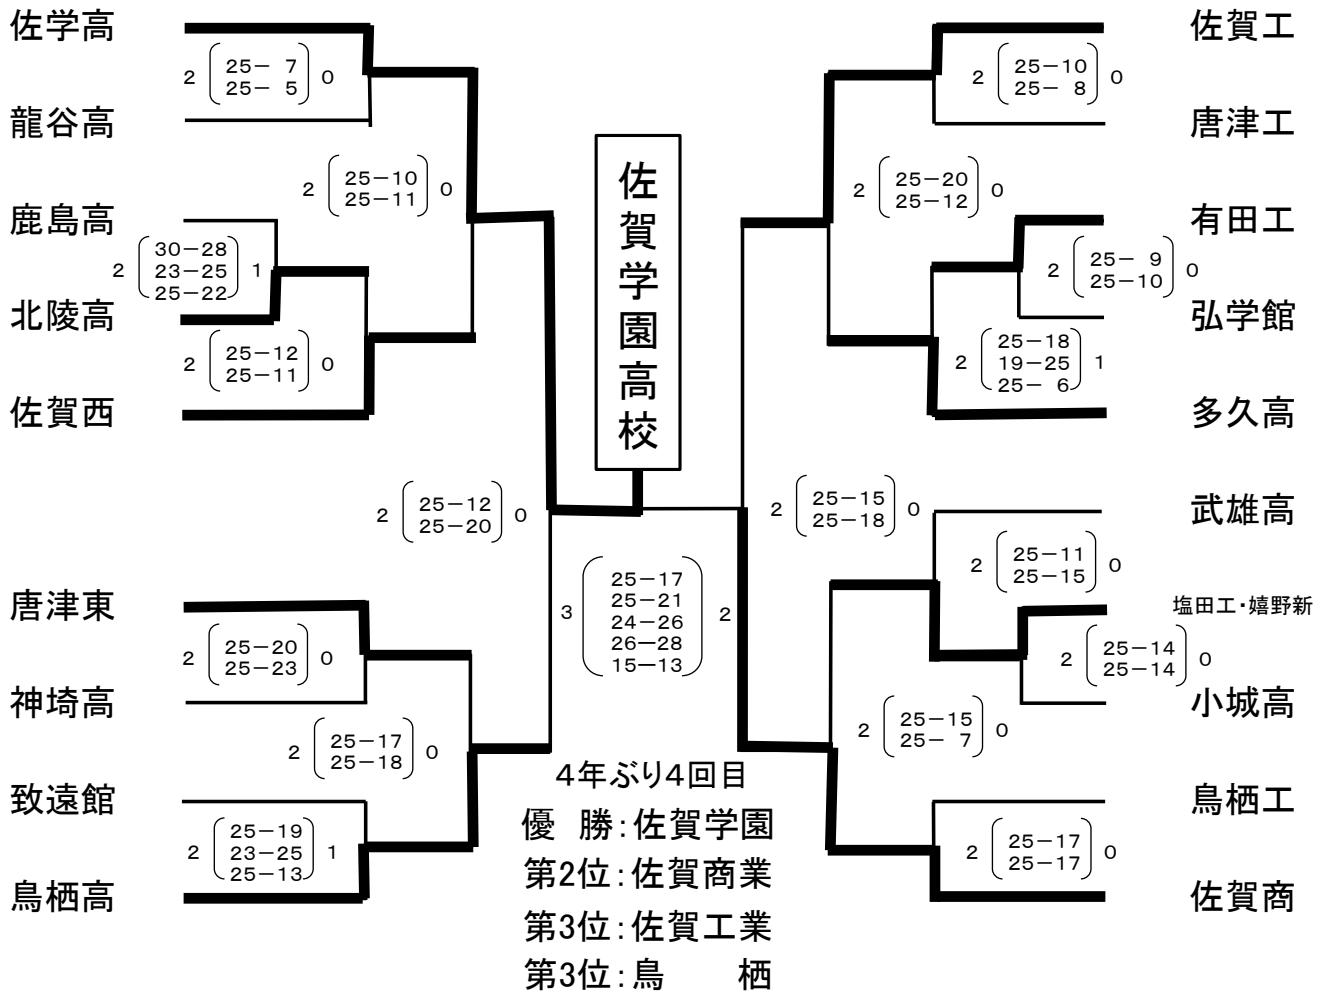 佐学高
2 25－ 7 0
25－ 5
龍谷高
2 25－10 0
25－11
鹿島高
30－28
2 23－25 1
25－22
北陵高
2 25－12 0
25－11
佐賀西
2 25－12 0
25－20
唐津東
2 25－20 0
25－23
神埼高
2 25－17 0
25－18
致遠館
25－19
2 23－25 1
25－13
鳥栖高
佐賀学園高校
25－17
25－21
3 24－26 2
26－28
15－13
4年ぶり4回目
優 勝：佐賀学園
第2位：佐賀商業
第3位：佐賀工業
第3位：鳥 栖
佐賀工
2 25－10 0
25－ 8
唐津工
2 25－20 0
25－12
有田工
2 25－ 9 0
25－10
弘学館
25－18
2 19－25 1
25－ 6
多久高
2 25－15 0
25－18
武雄高
2 25－11 0
25－15
塩田工・嬉野新
2 25－14 0
25－14
小城高
2 25－15 0
25－ 7
鳥栖工
2 25－17 0
25－17
佐賀商